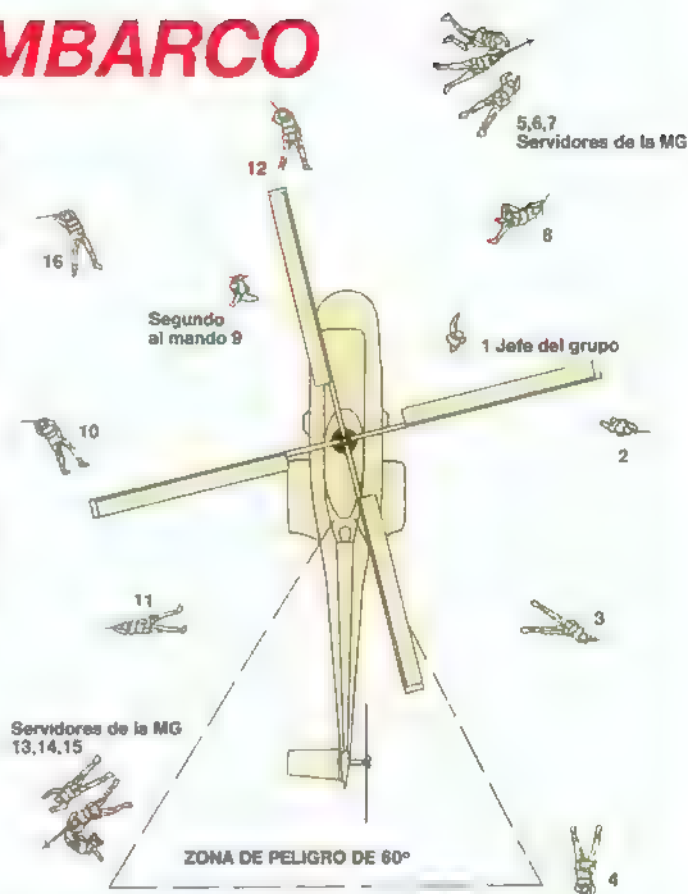 MBARCO
5,6,7
Servidores de la MG
12
8
16
Segundo
al mando 9
1 Jefe del grupo
10
2
11
3
Servidores de la MG
13,14,15
ZONA DE PELIGRO DE 60º
4